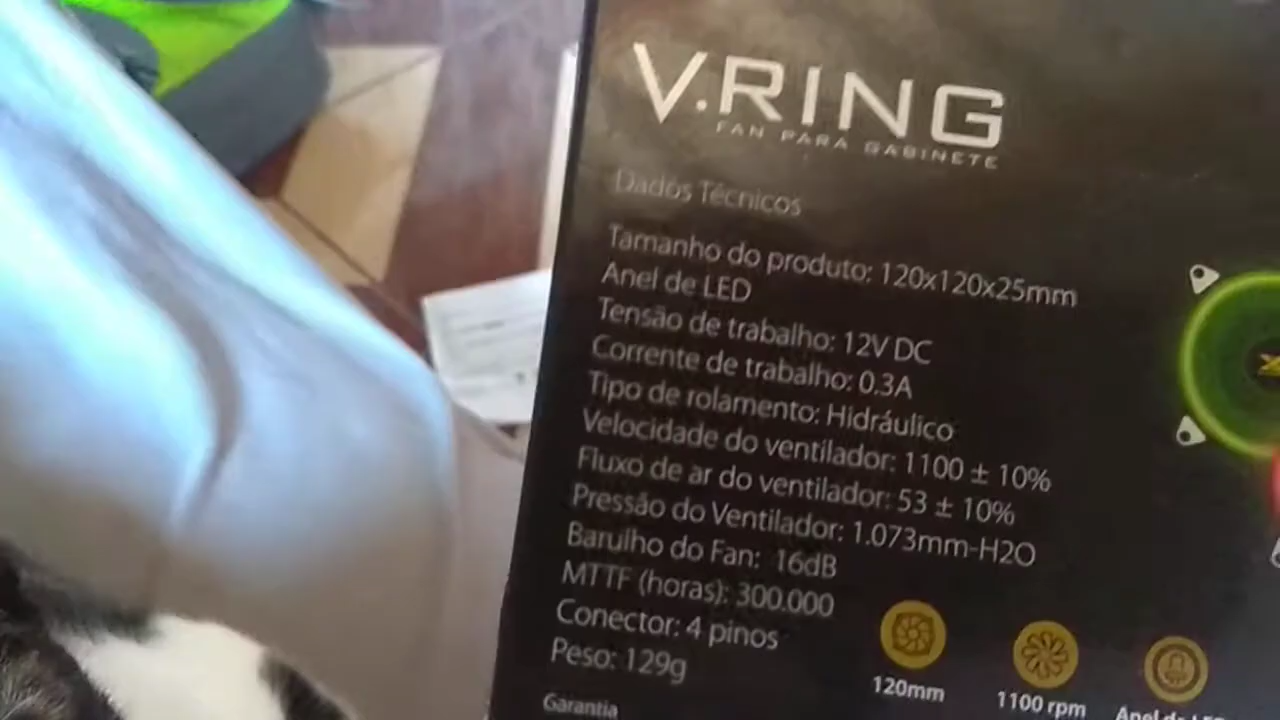 V.RING
FAN PARA GABINETE
Dados Técnicos
Tamanho do produto: 120x120x25mm
Anel de LED
Tensão de trabalho: 12V DC
Corrente de trabalho: 0.3A
Tipo de rolamento: Hidráulico
Velocidade do ventilador: 1100 ± 10%
Fluxo de ar do ventilador: 53 ± 10%
Pressão do Ventilador: 1.073mm-H2O
Barulho do Fan: 16dB
MTTF (horas): 300.000
Conector: 4 pinos
Peso: 129g
120mm
1100 rpm
Anel de
Garantia